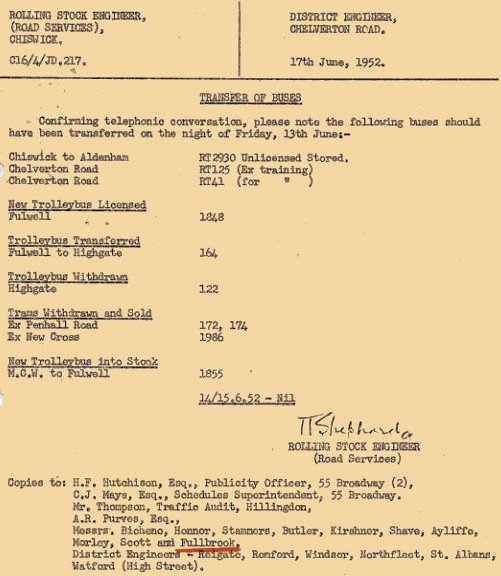 ROLLING STOCK ENGINEER,
(ROAD SERVICES),
CHISWICK.
C16/4/JD.217.
DISTRICT ENGINEER,
CHELVERTON ROAD.
17th June, 1952.
TRANSFER OF BUSES
Confirming telephonic conversation, please note the following buses should
have been transferred on the night of Friday, 13th June:-
Chiswick to Aldenham RT2930 Unlicensed Stored.
Chelverton Road RT125 (Ex training)
Chelverton Road RT41 (for " )
New Trolleybus Licensed
Fulwell 1848
Trolleybus Transferred
Fulwell to Highgate 164
Trolleybus Withdrawn
Highgate 122
Trams Withdrawn and Sold
Ex Penhall Road 172, 174
Ex New Cross 1986
New Trolleybus into Stock
M.C.W. to Fulwell 1855
14/15.6.52 - Nil
TShephard
ROLLING STOCK ENGINEER
(Road Services)
Copies to: H.F. Hutchison, Esq., Publicity Officer, 55 Broadway (2),
C.J. Mays, Esq., Schedules Superintendent, 55 Broadway.
Mr. Thompson, Traffic Audit, Hillingdon,
A.R. Purves, Esq.,
Messrs. Bicheno, Honnor, Stammers, Butler, Kirshner, Shave, Ayliffe,
Morley, Scott and Fullbrook.
District Engineers - Reigate, Romford, Windsor, Northfleet, St. Albans,
Watford (High Street).